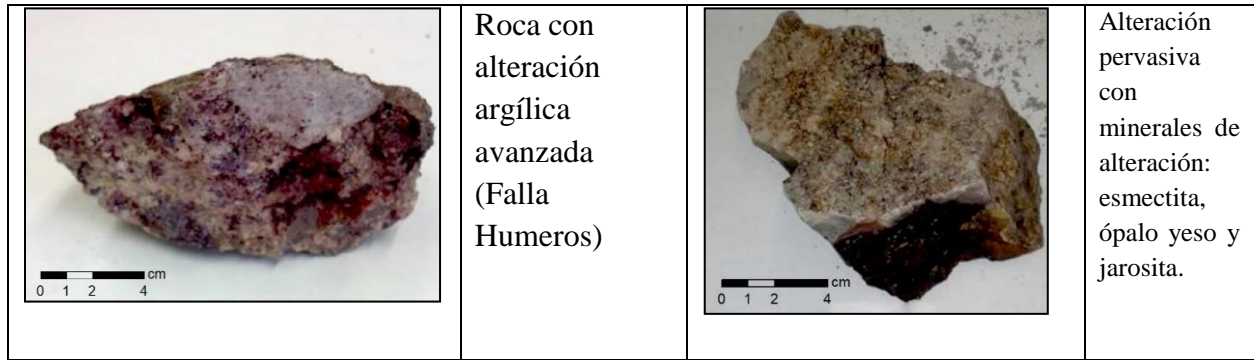 Roca con
alteración
argílica
avanzada
(Falla
Humeros)
cm
0 1 2 4
Alteración
pervasiva
con
minerales de
alteración:
esmectita,
ópalo yeso y
jarosita.
cm
0 1 2 4